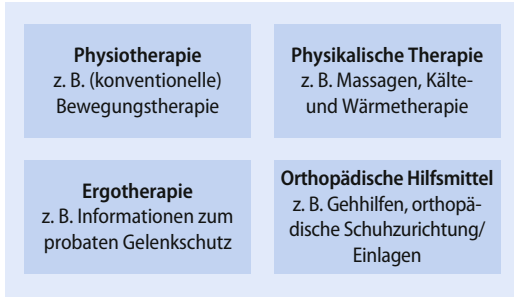 Physiotherapie
z. B. (konventionelle)
Bewegungstherapie
Physikalische Therapie
z. B. Massagen, Kälte-
und Wärmetherapie
Ergotherapie
z. B. Informationen zum
probaten Gelenkschutz
Orthopädische Hilfsmittel
z. B. Gehhilfen, orthopä-
dische Schuhzurichtung/
Einlagen